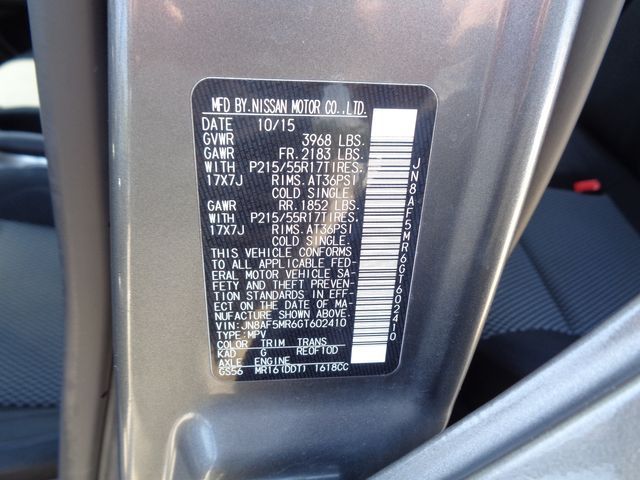 MFD BY.NISSAN MOTOR CO.,LTD.
DATE 10/15
GVWR 3968 LBS.
GAWR FR. 2183 LBS.
WITH P215/55R17TIRES.
17X7J RIMS. AT36PSI
COLD SINGLE.
GAWR RR. 1852 LBS.
WITH P215/55R17TIRES.
17X7J RIMS. AT36PSI
COLD SINGLE.
THIS VEHICLE CONFORMS
TO ALL APPLICABLE FED-
ERAL MOTOR VEHICLE SA-
FETY AND THEFT PREVEN-
TION STANDARDS IN EFF-
ECT ON THE DATE OF MA-
NUFACTURE SHOWN ABOVE.
VIN:JN8AF5MR6GT602410
TYPE:MPV
COLOR TRIM TRANS
KAD G RE0F10D
AXLE ENGINE
GS56 MR16(DDT) 1618CC
JN8AF5MR6GT602410